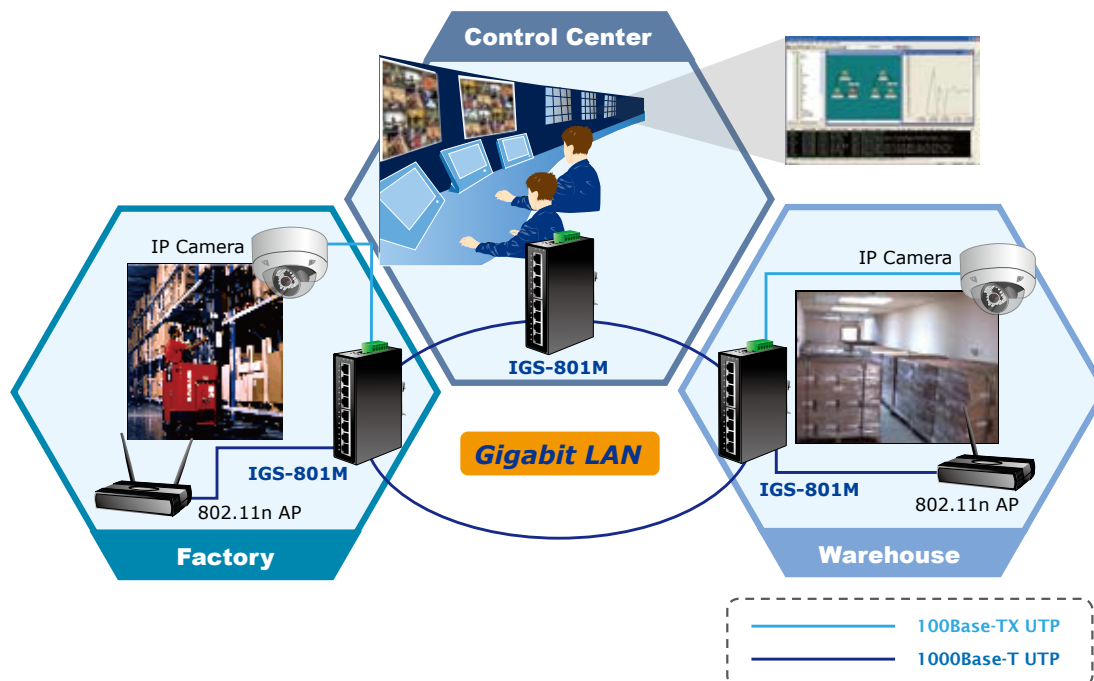 Control Center
IP Camera
IP Camera
IGS-801M
Gigabit LAN
IGS-801M
IGS-801M
802.11n AP
802.11n AP
Factory
Warehouse
100Base-TX UTP
1000Base-T UTP